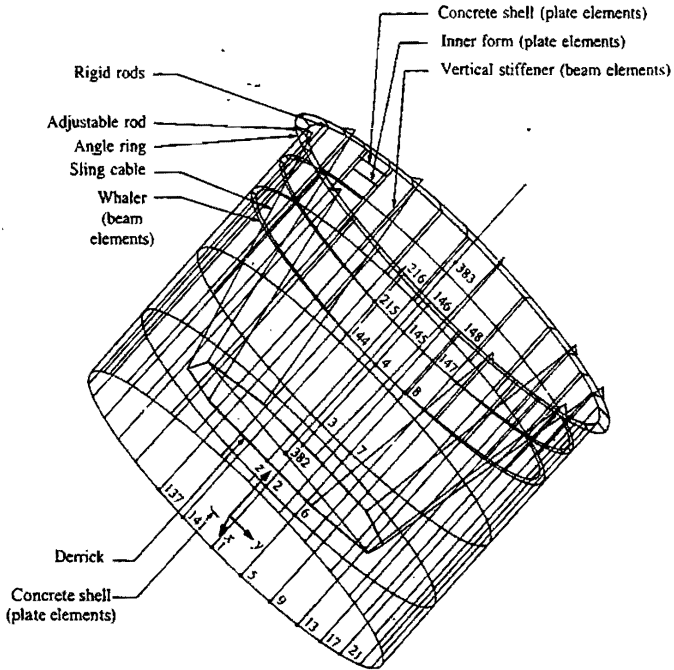 Concrete shell (plate elements)
Inner form (plate elements)
Vertical stiffener (beam elements)
Rigid rods
Adjustable rod
Angle ring
Sling cable
Whaler
(beam
elements)
216
383
146
148
215
145
147
144
4
8
3
7
382
z
2
6
137
141
x
y
1
5
9
13
17
21
Derrick
Concrete shell
(plate elements)